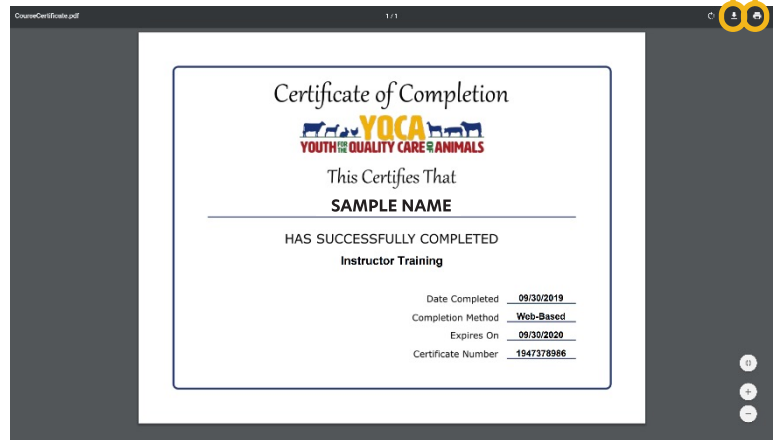 CourseCertificate.pdf
1 / 1
Certificate of Completion
YQCA
YOUTH FOR THE QUALITY CARE OF ANIMALS
This Certifies That
SAMPLE NAME
HAS SUCCESSFULLY COMPLETED
Instructor Training
Date Completed 09/30/2019
Completion Method Web-Based
Expires On 09/30/2020
Certificate Number 1947378986